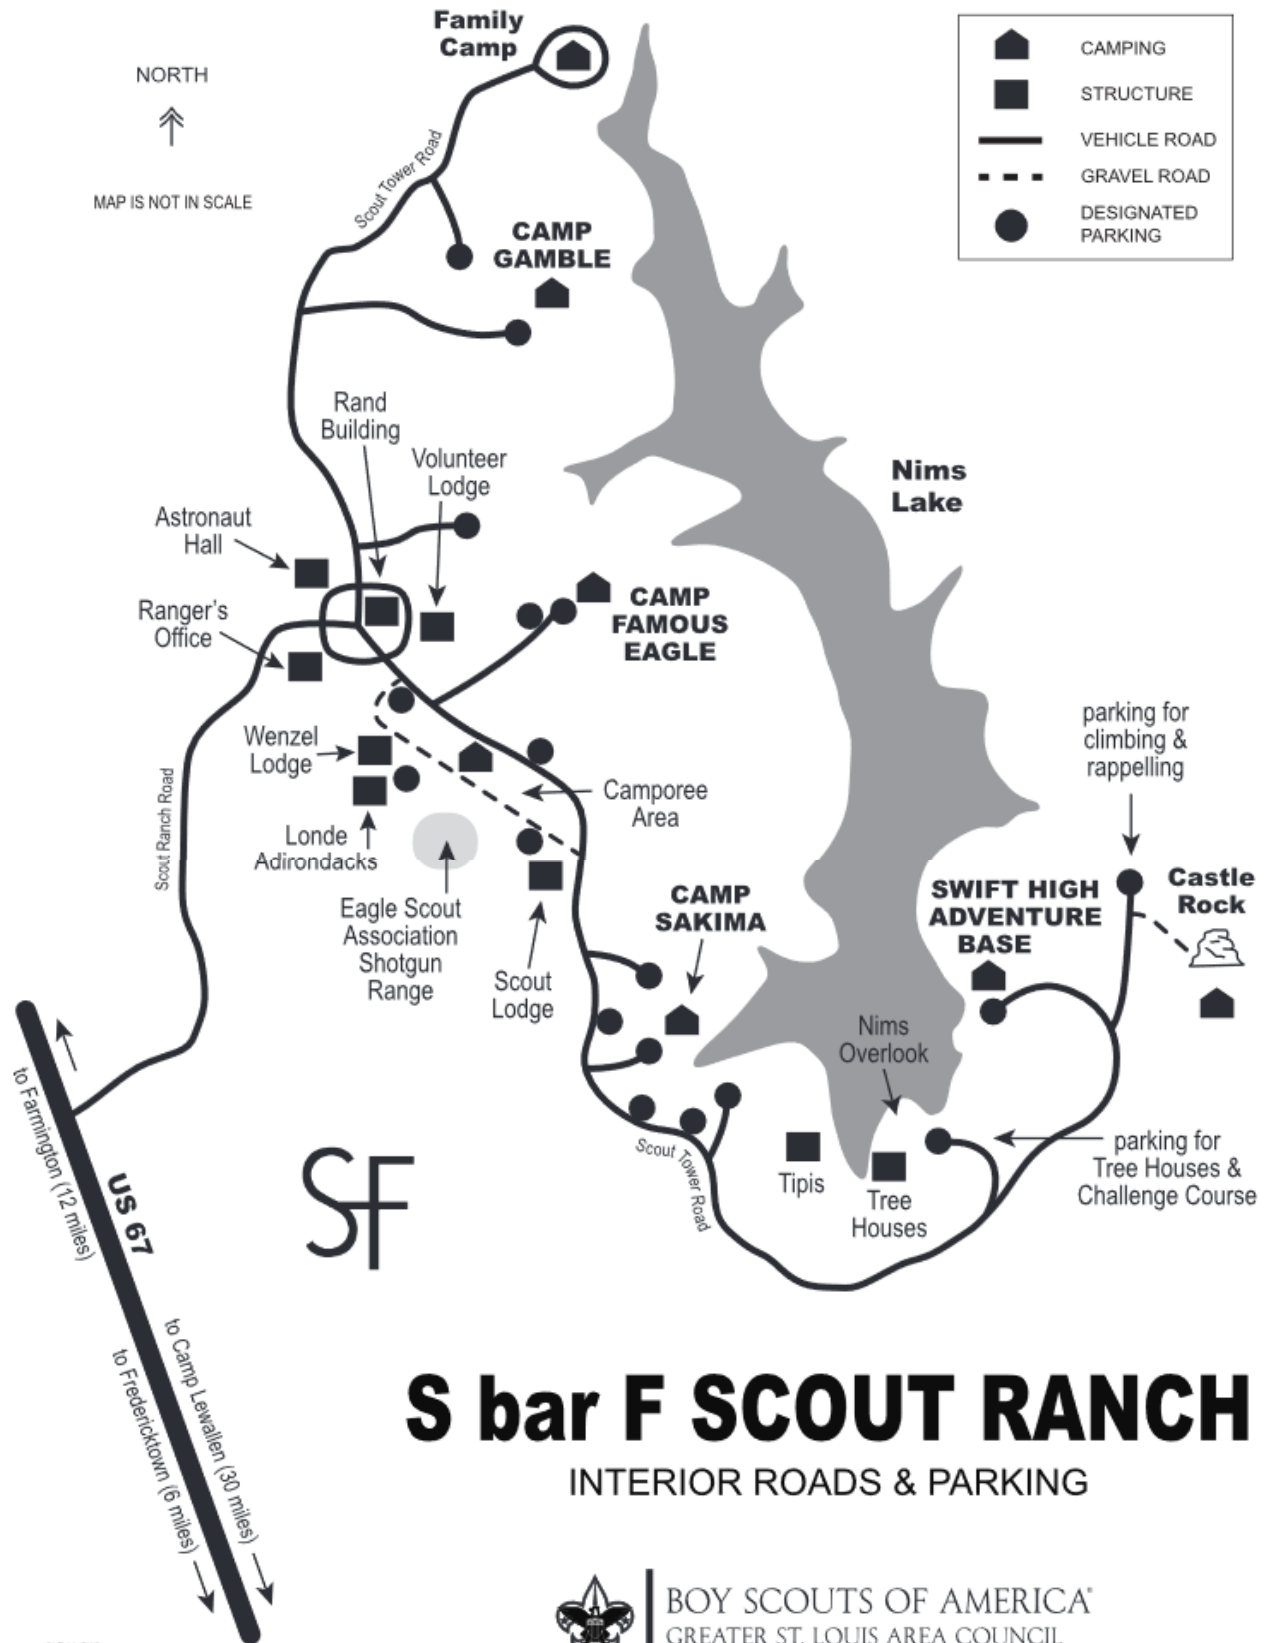 Family
Camp
NORTH
MAP IS NOT IN SCALE
CAMPING
STRUCTURE
VEHICLE ROAD
GRAVEL ROAD
DESIGNATED
PARKING
Scout Tower Road
CAMP
GAMBLE
Rand
Building
Volunteer
Lodge
Nims
Lake
Astronaut
Hall
Ranger's
Office
CAMP
FAMOUS
EAGLE
Wenzel
Lodge
parking for
climbing &
rappelling
Camporee
Area
Scout Ranch Road
Londe
Adirondacks
Eagle Scout
Association
Shotgun
Range
CAMP
SAKIMA
SWIFT HIGH
ADVENTURE
BASE
Castle
Rock
Scout
Lodge
Nims
Overlook
Scout Tower Road
Tipis
Tree
Houses
parking for
Tree Houses &
Challenge Course
to Farmington (12 miles)
US 67
SF
to Camp Lewallen (30 miles)
to Fredericktown (6 miles)
S bar F SCOUT RANCH
INTERIOR ROADS & PARKING
BOY SCOUTS OF AMERICA®
GREATER ST. LOUIS AREA COUNCIL